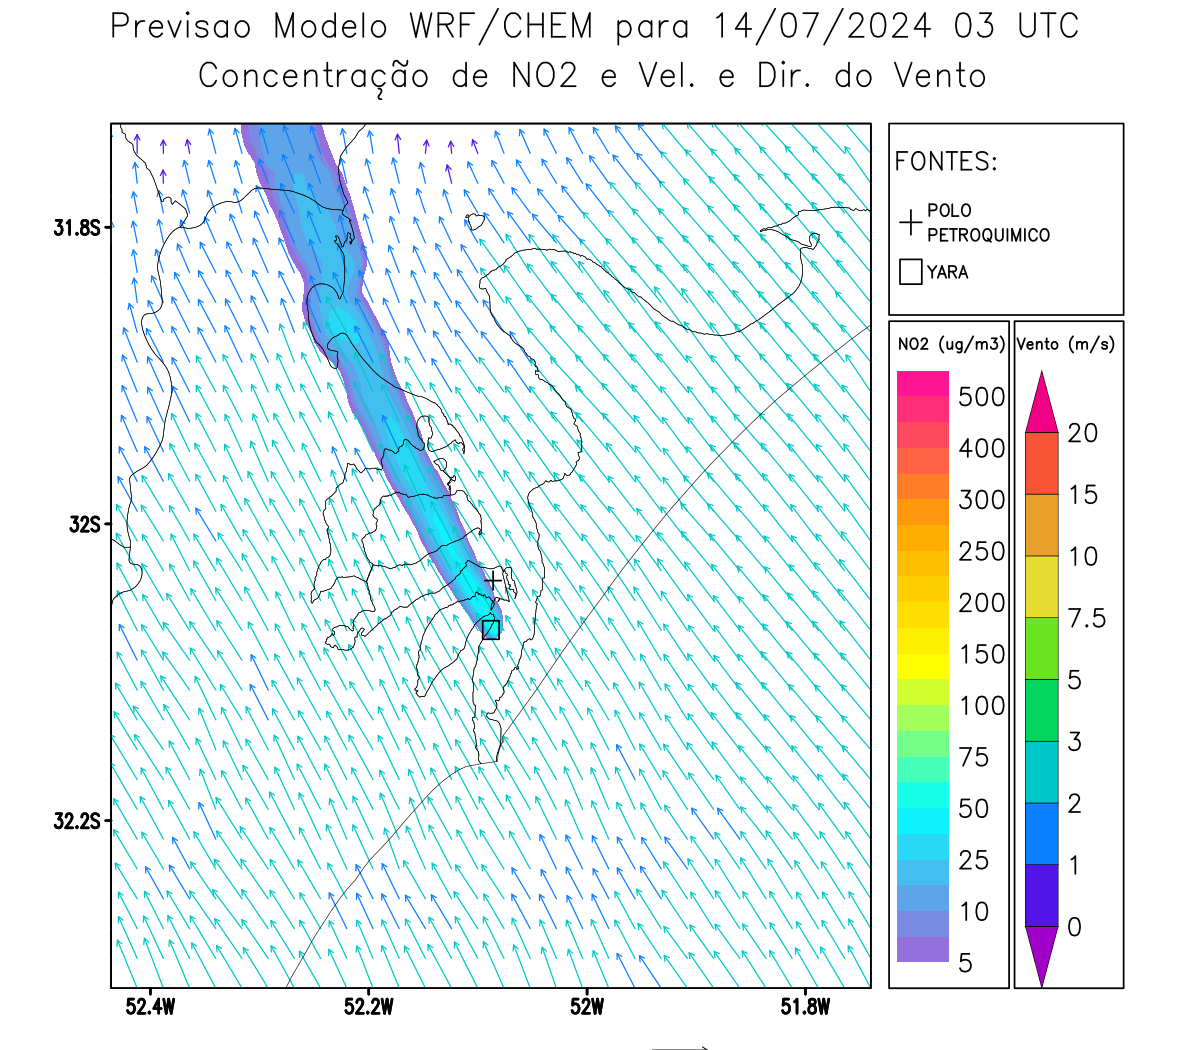 Previsao Modelo WRF/CHEM para 14/07/2024 03 UTC
Concentração de NO2 e Vel. e Dir. do Vento
FONTES:
POLO
PETROQUIMICO
YARA
31.8S
32S
32.2S
52.4W
52.2W
52W
51.8W
NO2 (ug/m3)
500
400
300
250
200
150
100
75
50
25
10
5
Vento (m/s)
20
15
10
7.5
5
3
2
1
0